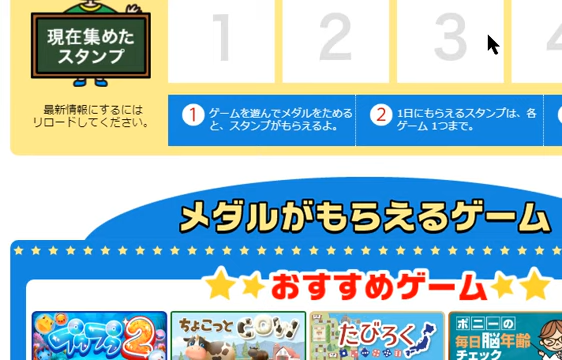 現在集めた
スタンプ
最新情報にするには
リロードしてください。
1
2
3
4
1 ゲームを遊んでメダルをためる
と、スタンプがもらえるよ。
2 1日にもらえるスタンプは、各
ゲーム 1つまで。
メダルがもらえるゲーム
おすすめゲーム
ちょこっと
たびろく
ポニーの
毎日脳年齢
チェック